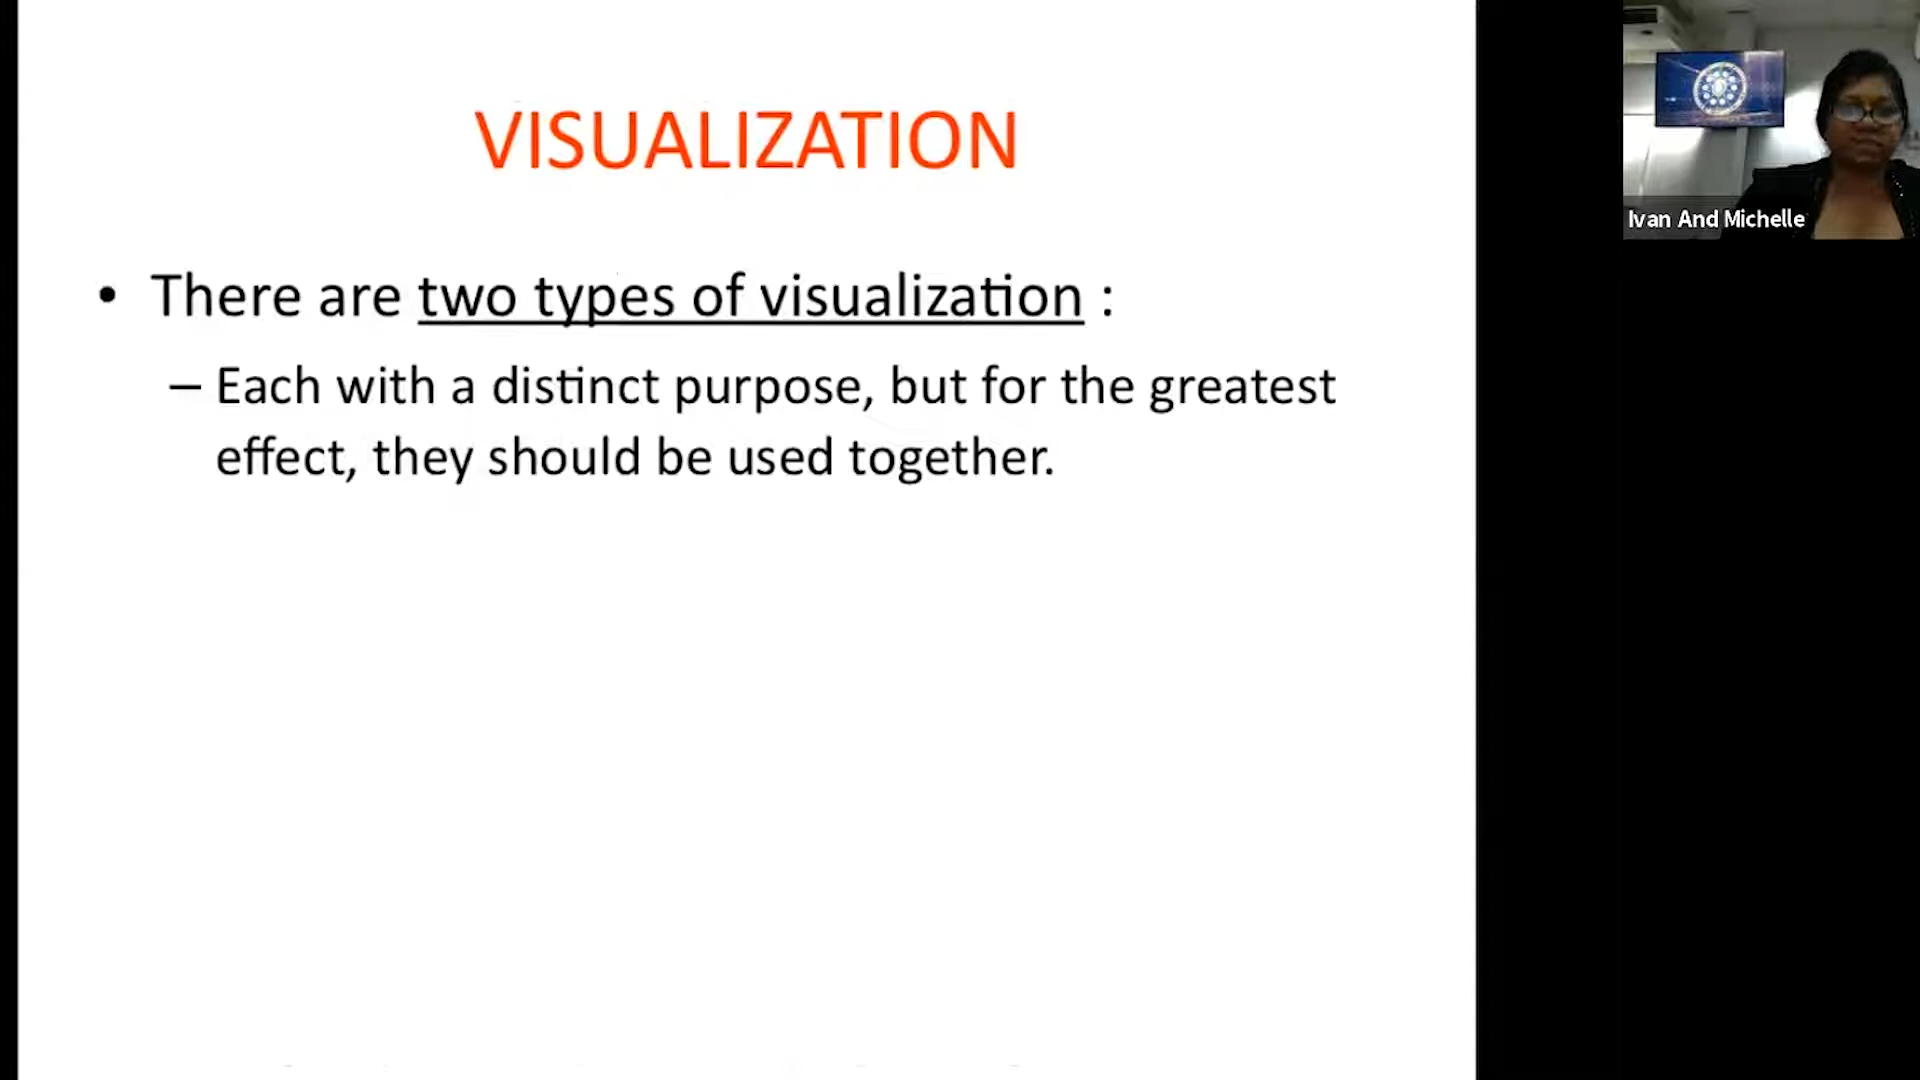 VISUALIZATION
• There are two types of visualization :
– Each with a distinct purpose, but for the greatest
effect, they should be used together.
Ivan And Michelle